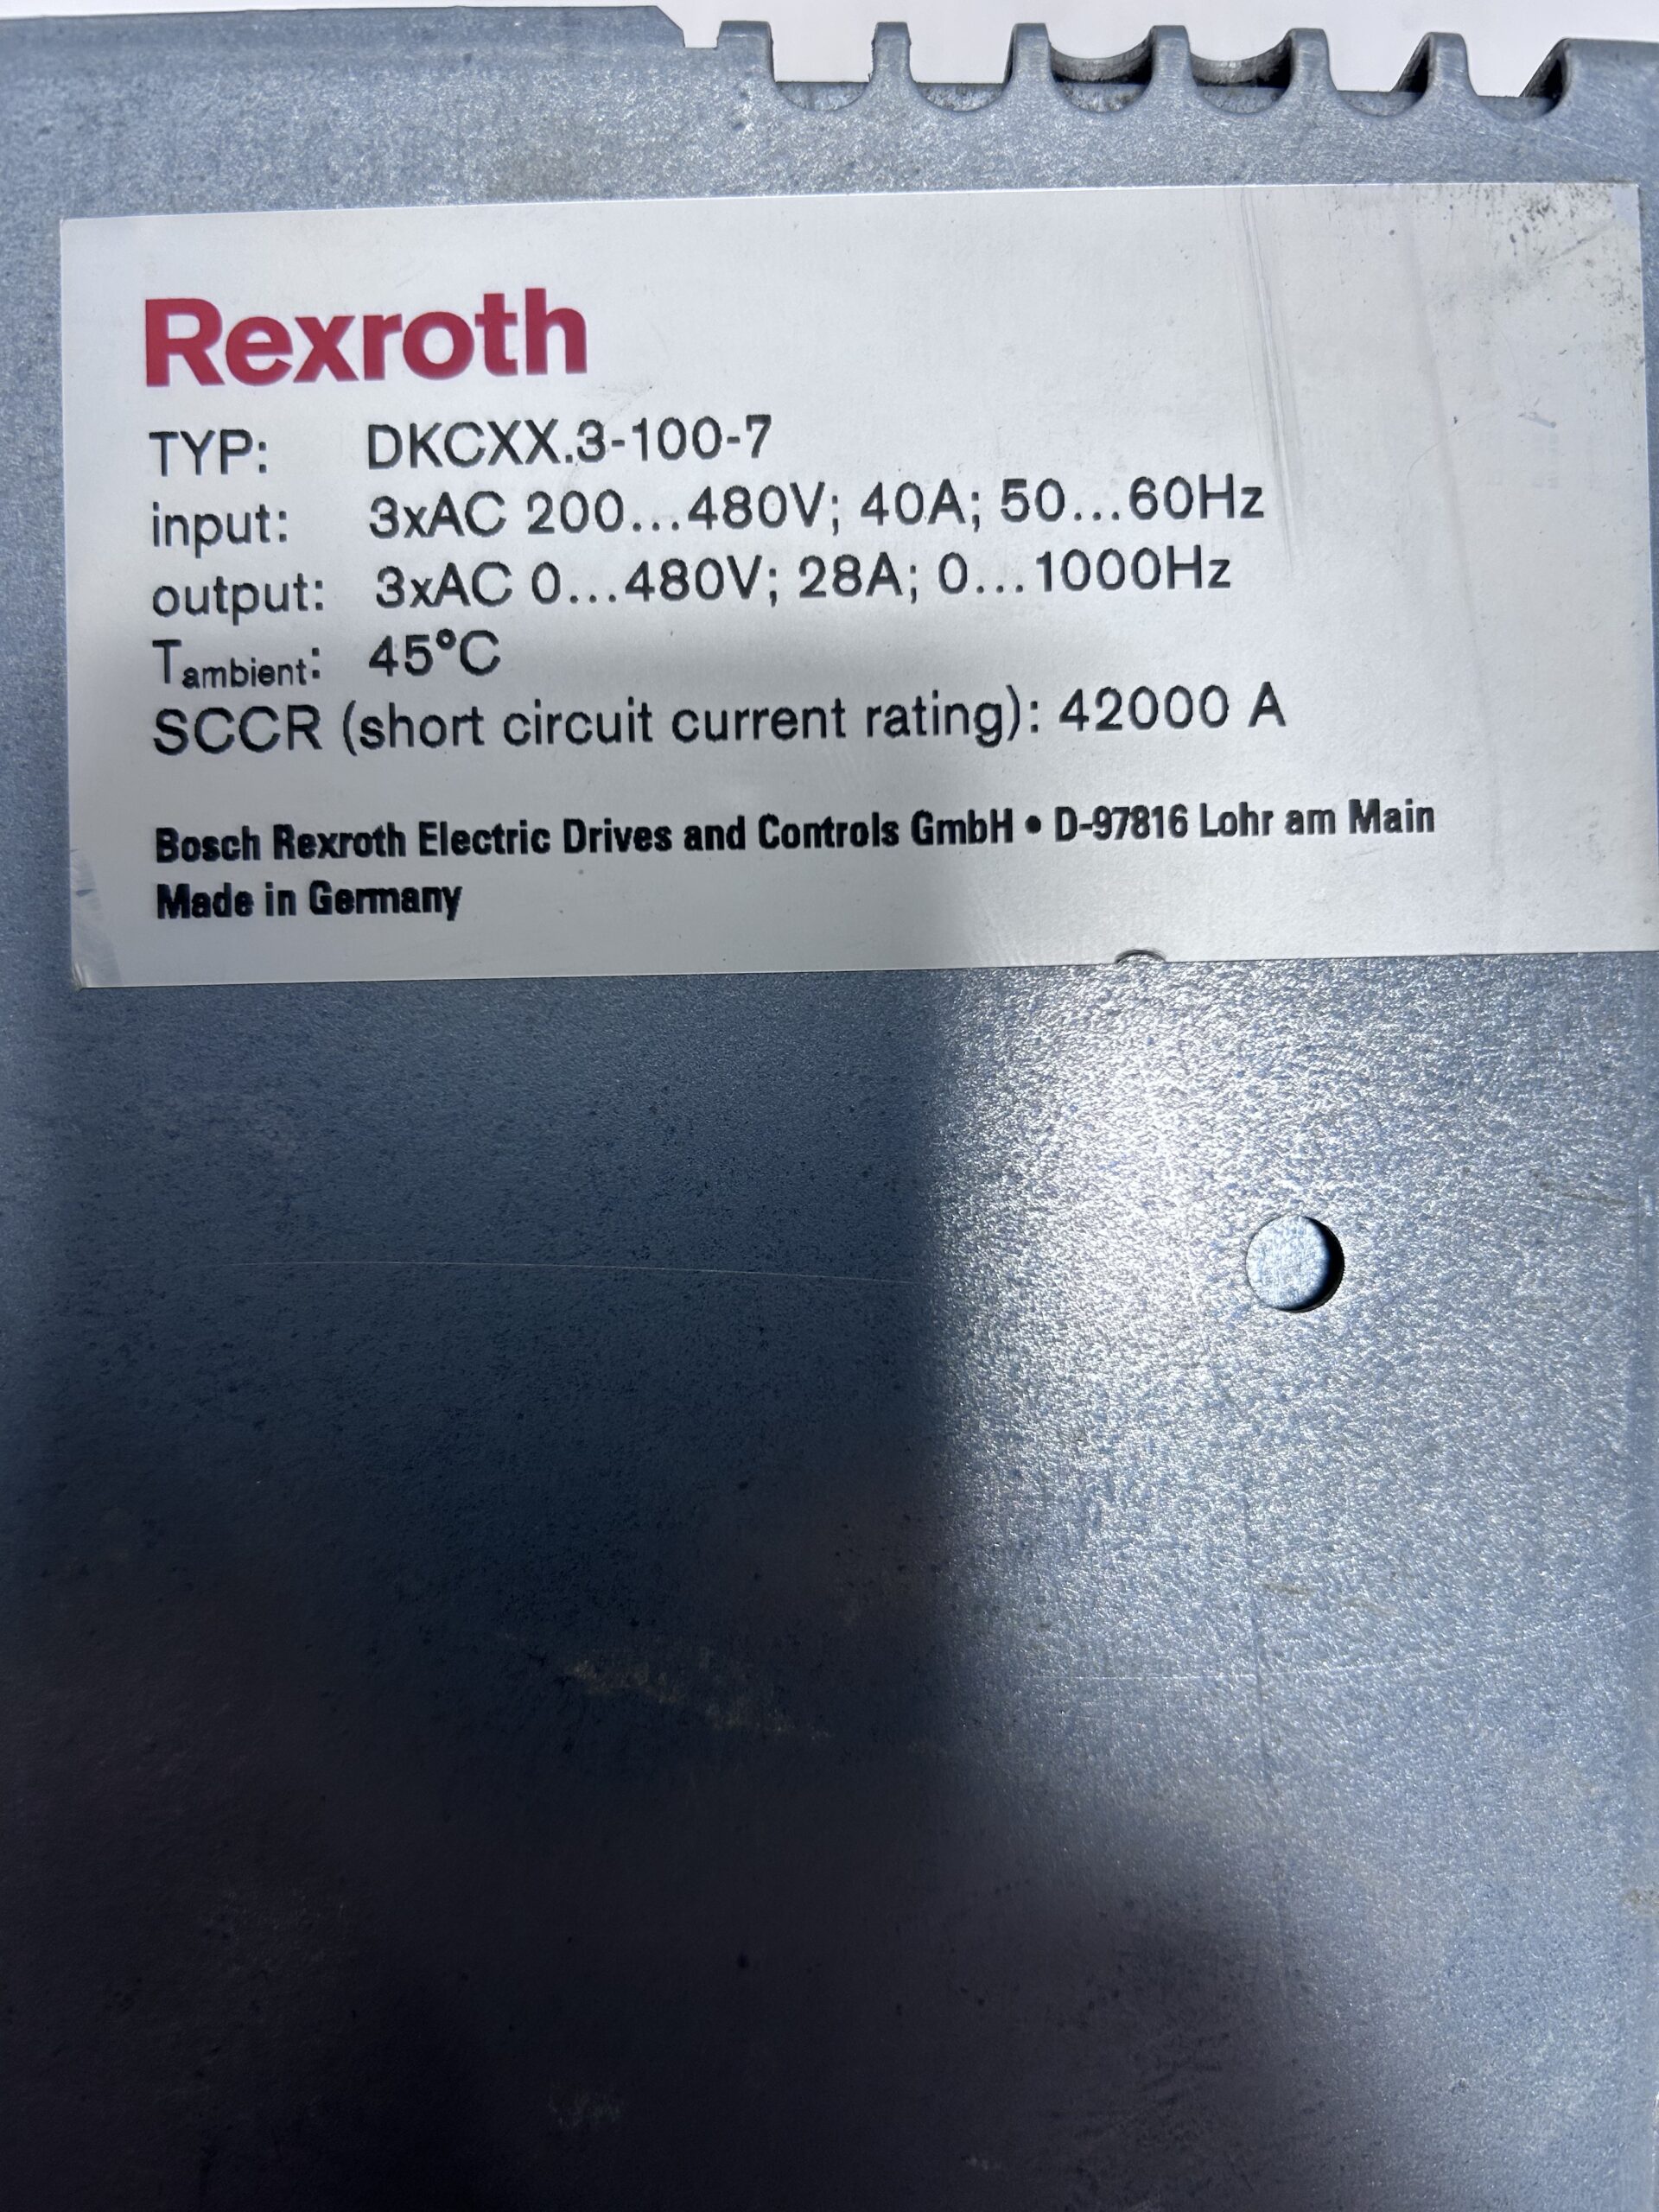 Rexroth
TYP: DKCXX.3-100-7
input: 3xAC 200...480V; 40A; 50...60Hz
output: 3xAC 0...480V; 28A; 0...1000Hz
Tambient: 45°C
SCCR (short circuit current rating): 42000 A
Bosch Rexroth Electric Drives and Controls GmbH • D-97816 Lohr am Main
Made in Germany